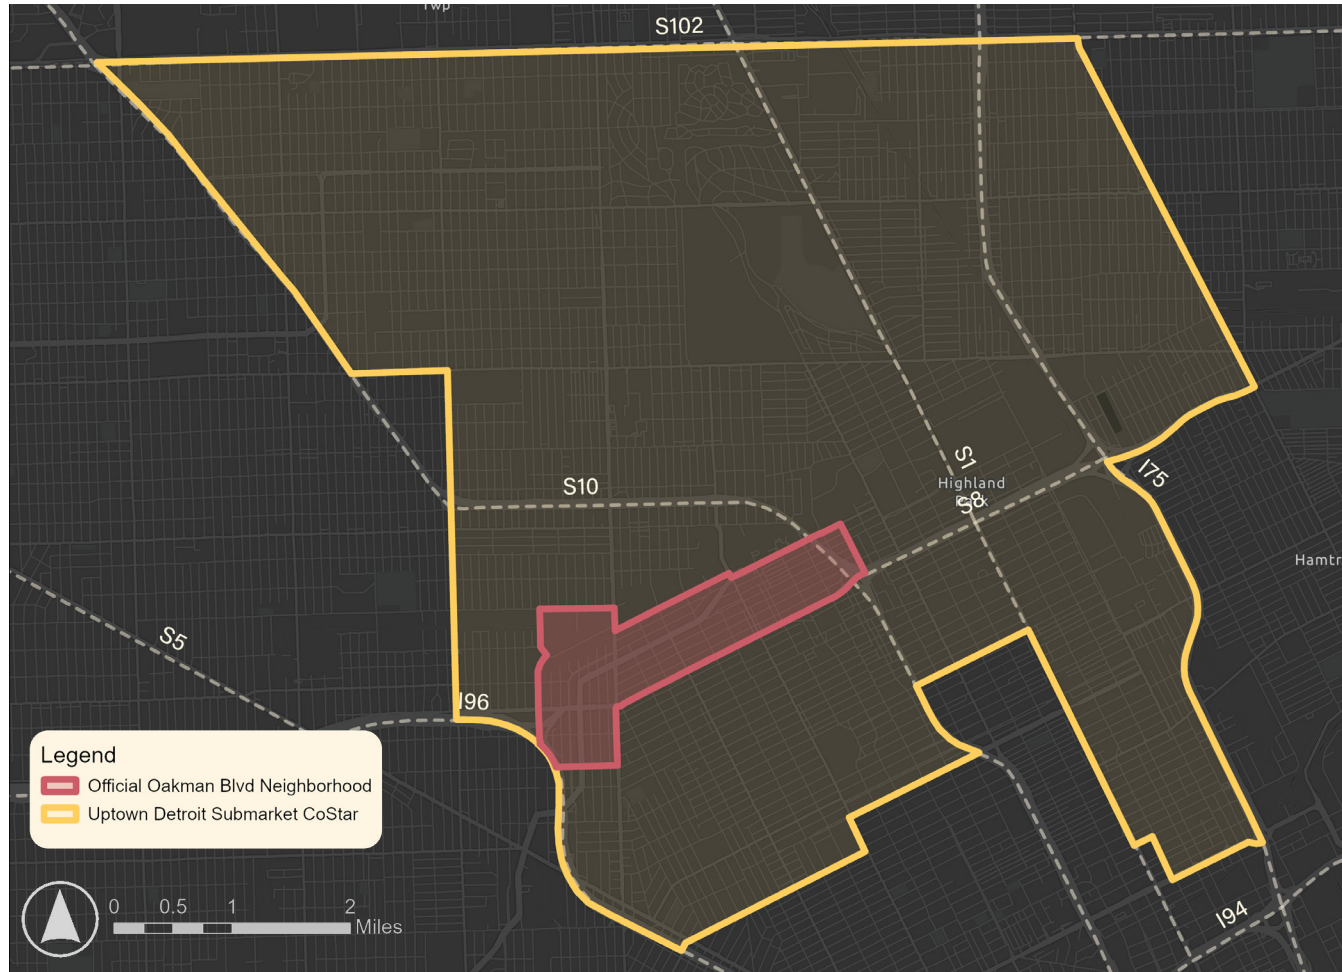 Twp
S102
S1
I75
Highland
S8
S10
Hamtr
S5
I96
Legend
Official Oakman Blvd Neighborhood
Uptown Detroit Submarket CoStar
0 0.5 1 2
Miles
I94